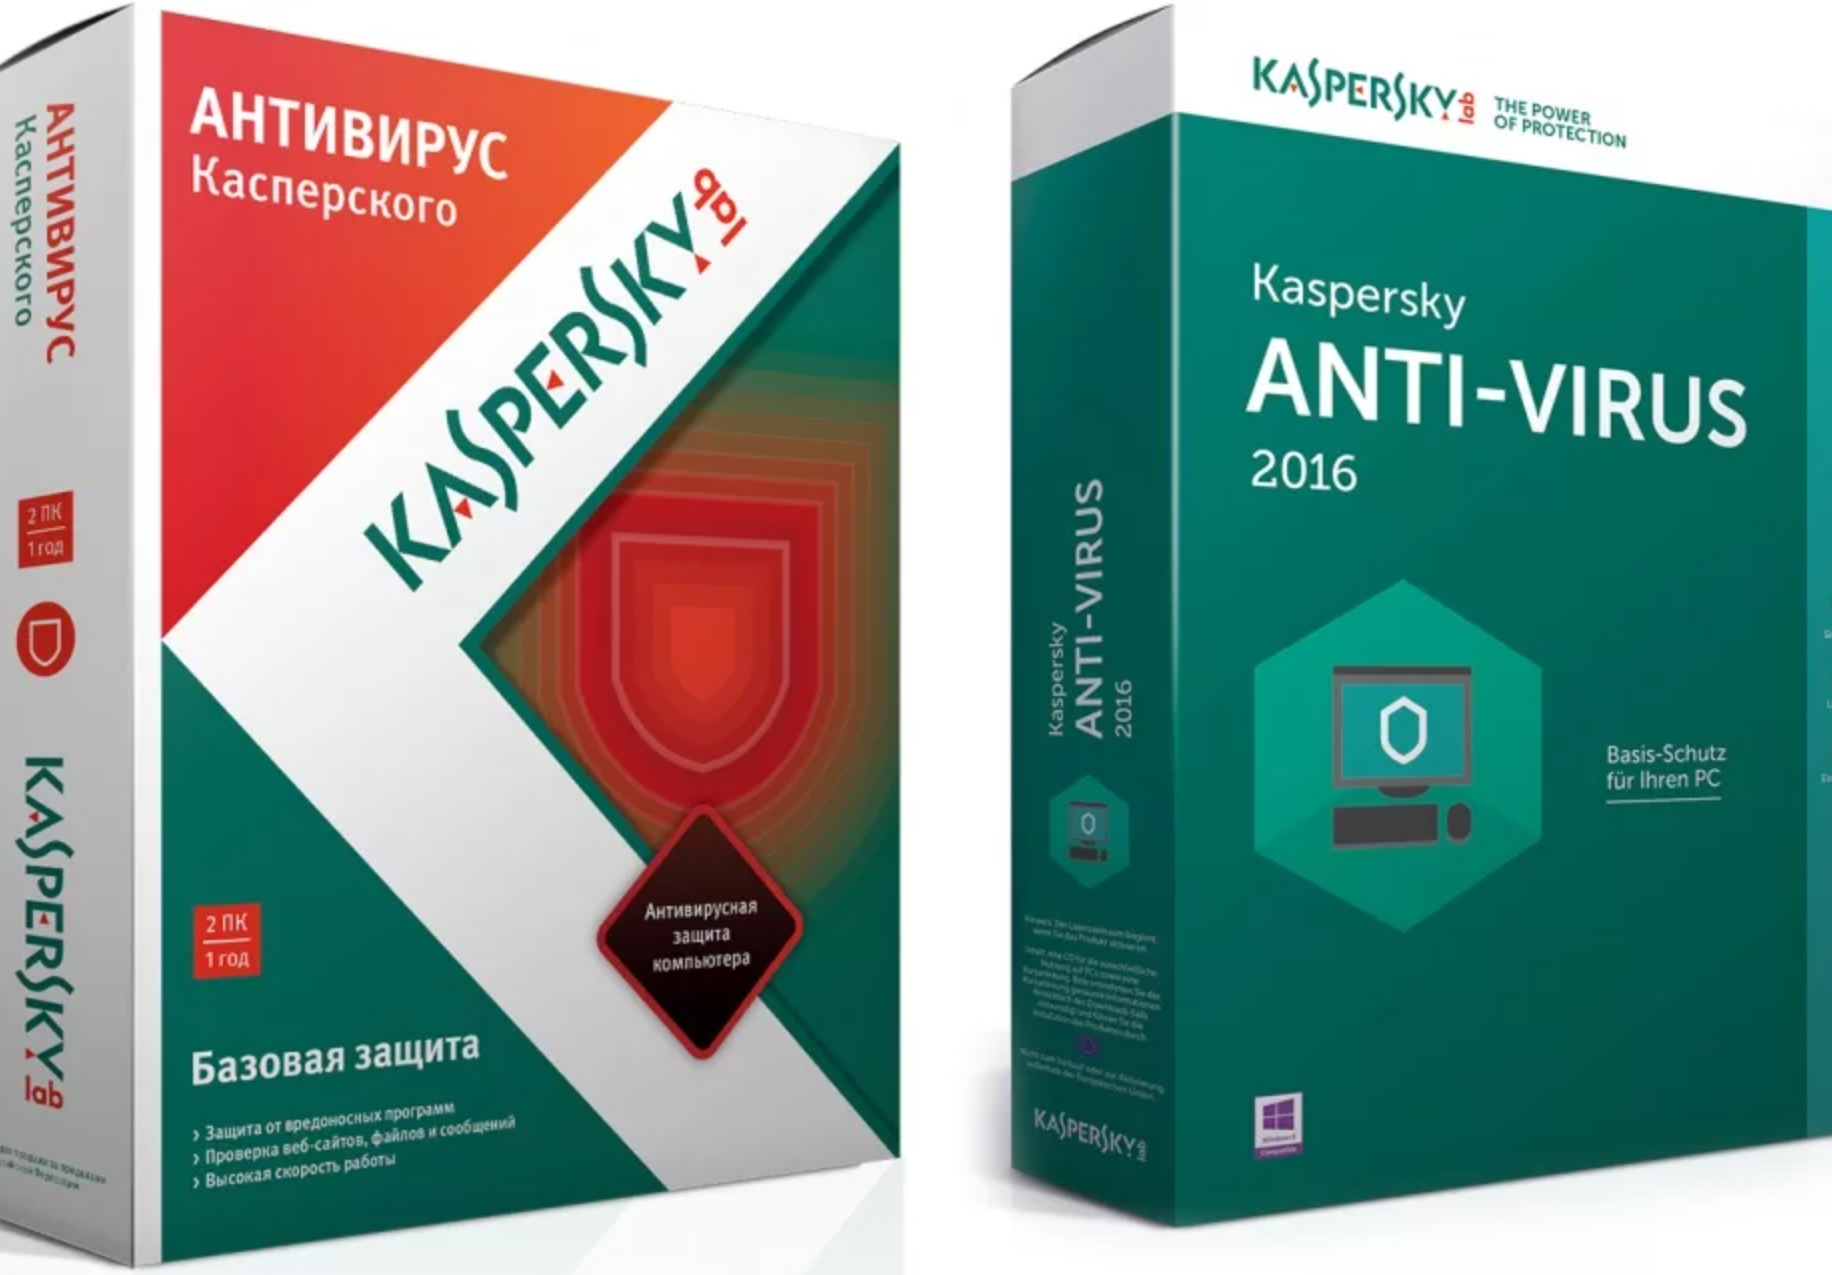 АНТИВИРУС
Касперского
2 ПК
1 год
KASPERSKY lab
АНТИВИРУС
Касперского
KASPERSKY lab
Антивирусная
защита
компьютера
2 ПК
1 год
Базовая защита
› Защита от вредоносных программ
› Проверка веб-сайтов, файлов и сообщений
› Высокая скорость работы
Kaspersky
ANTI-VIRUS
2016
KASPERSKY lab
KASPERSKY lab
THE POWER
OF PROTECTION
Kaspersky
ANTI-VIRUS
2016
Basis-Schutz
für Ihren PC